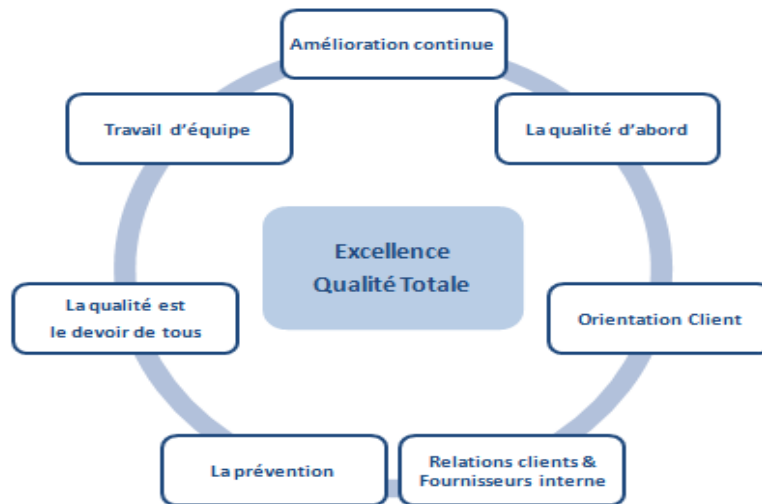 Amélioration continue
Travail d'équipe
La qualité d'abord
Excellence
Qualité Totale
La qualité est
le devoir de tous
Orientation Client
La prévention
Relations clients &
Fournisseurs interne